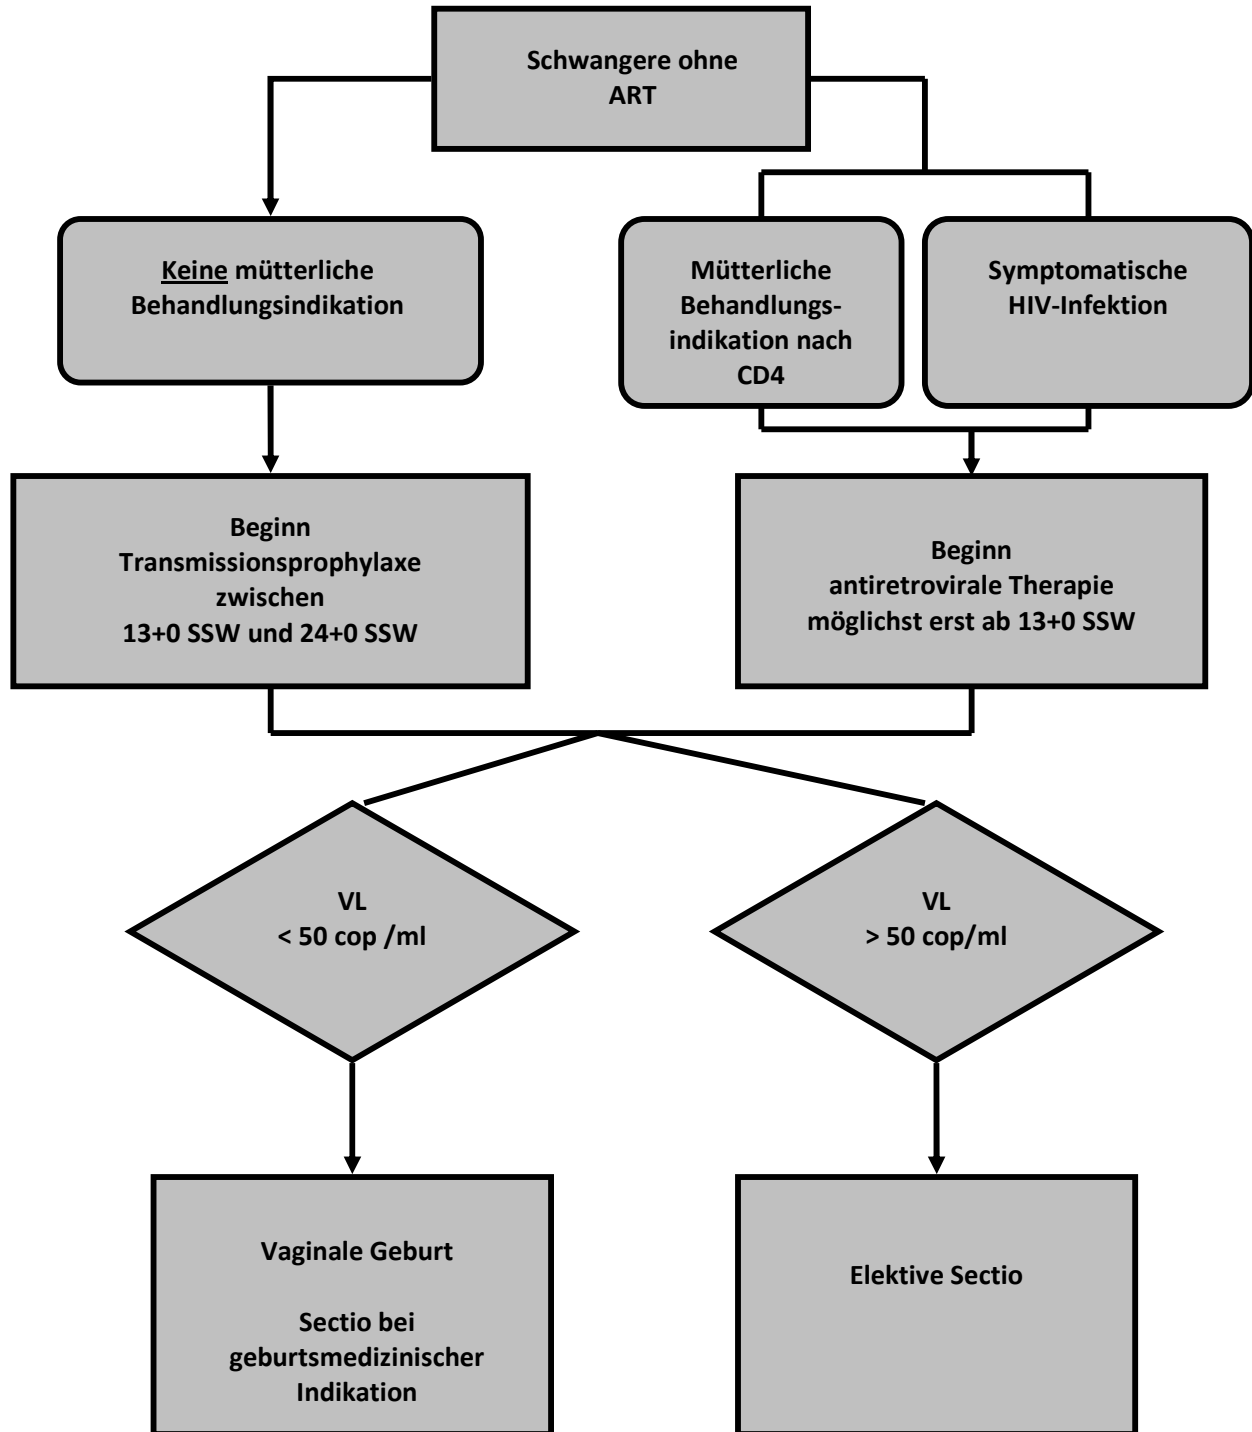 Schwangere ohne
ART
Keine mütterliche
Behandlungsindikation
Mütterliche
Behandlungs-
indikation nach
CD4
Symptomatische
HIV-Infektion
Beginn
Transmissionsprophylaxe
zwischen
13+0 SSW und 24+0 SSW
Beginn
antiretrovirale Therapie
möglichst erst ab 13+0 SSW
VL
< 50 cop /ml
VL
> 50 cop/ml
Vaginale Geburt
Sectio bei
geburtsmedizinischer
Indikation
Elektive Sectio